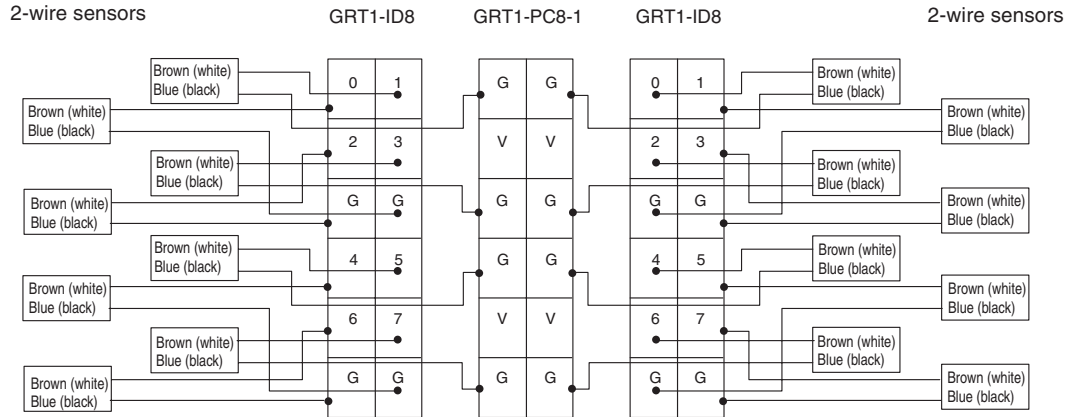 2-wire sensors GRT1-ID8 GRT1-PC8-1 GRT1-ID8 2-wire sensors
Brown (white)
Blue (black)
0 1 G G 0 1
Brown (white)
Blue (black)
Brown (white)
Blue (black)
Brown (white)
Blue (black)
2 3 V V 2 3
Brown (white)
Blue (black)
Brown (white)
Blue (black)
Brown (white)
Blue (black)
G G G G G G
Brown (white)
Blue (black)
Brown (white)
Blue (black)
4 5 G G 4 5
Brown (white)
Blue (black)
Brown (white)
Blue (black)
Brown (white)
Blue (black)
6 7 V V 6 7
Brown (white)
Blue (black)
Brown (white)
Blue (black)
Brown (white)
Blue (black)
G G G G G G
Brown (white)
Blue (black)